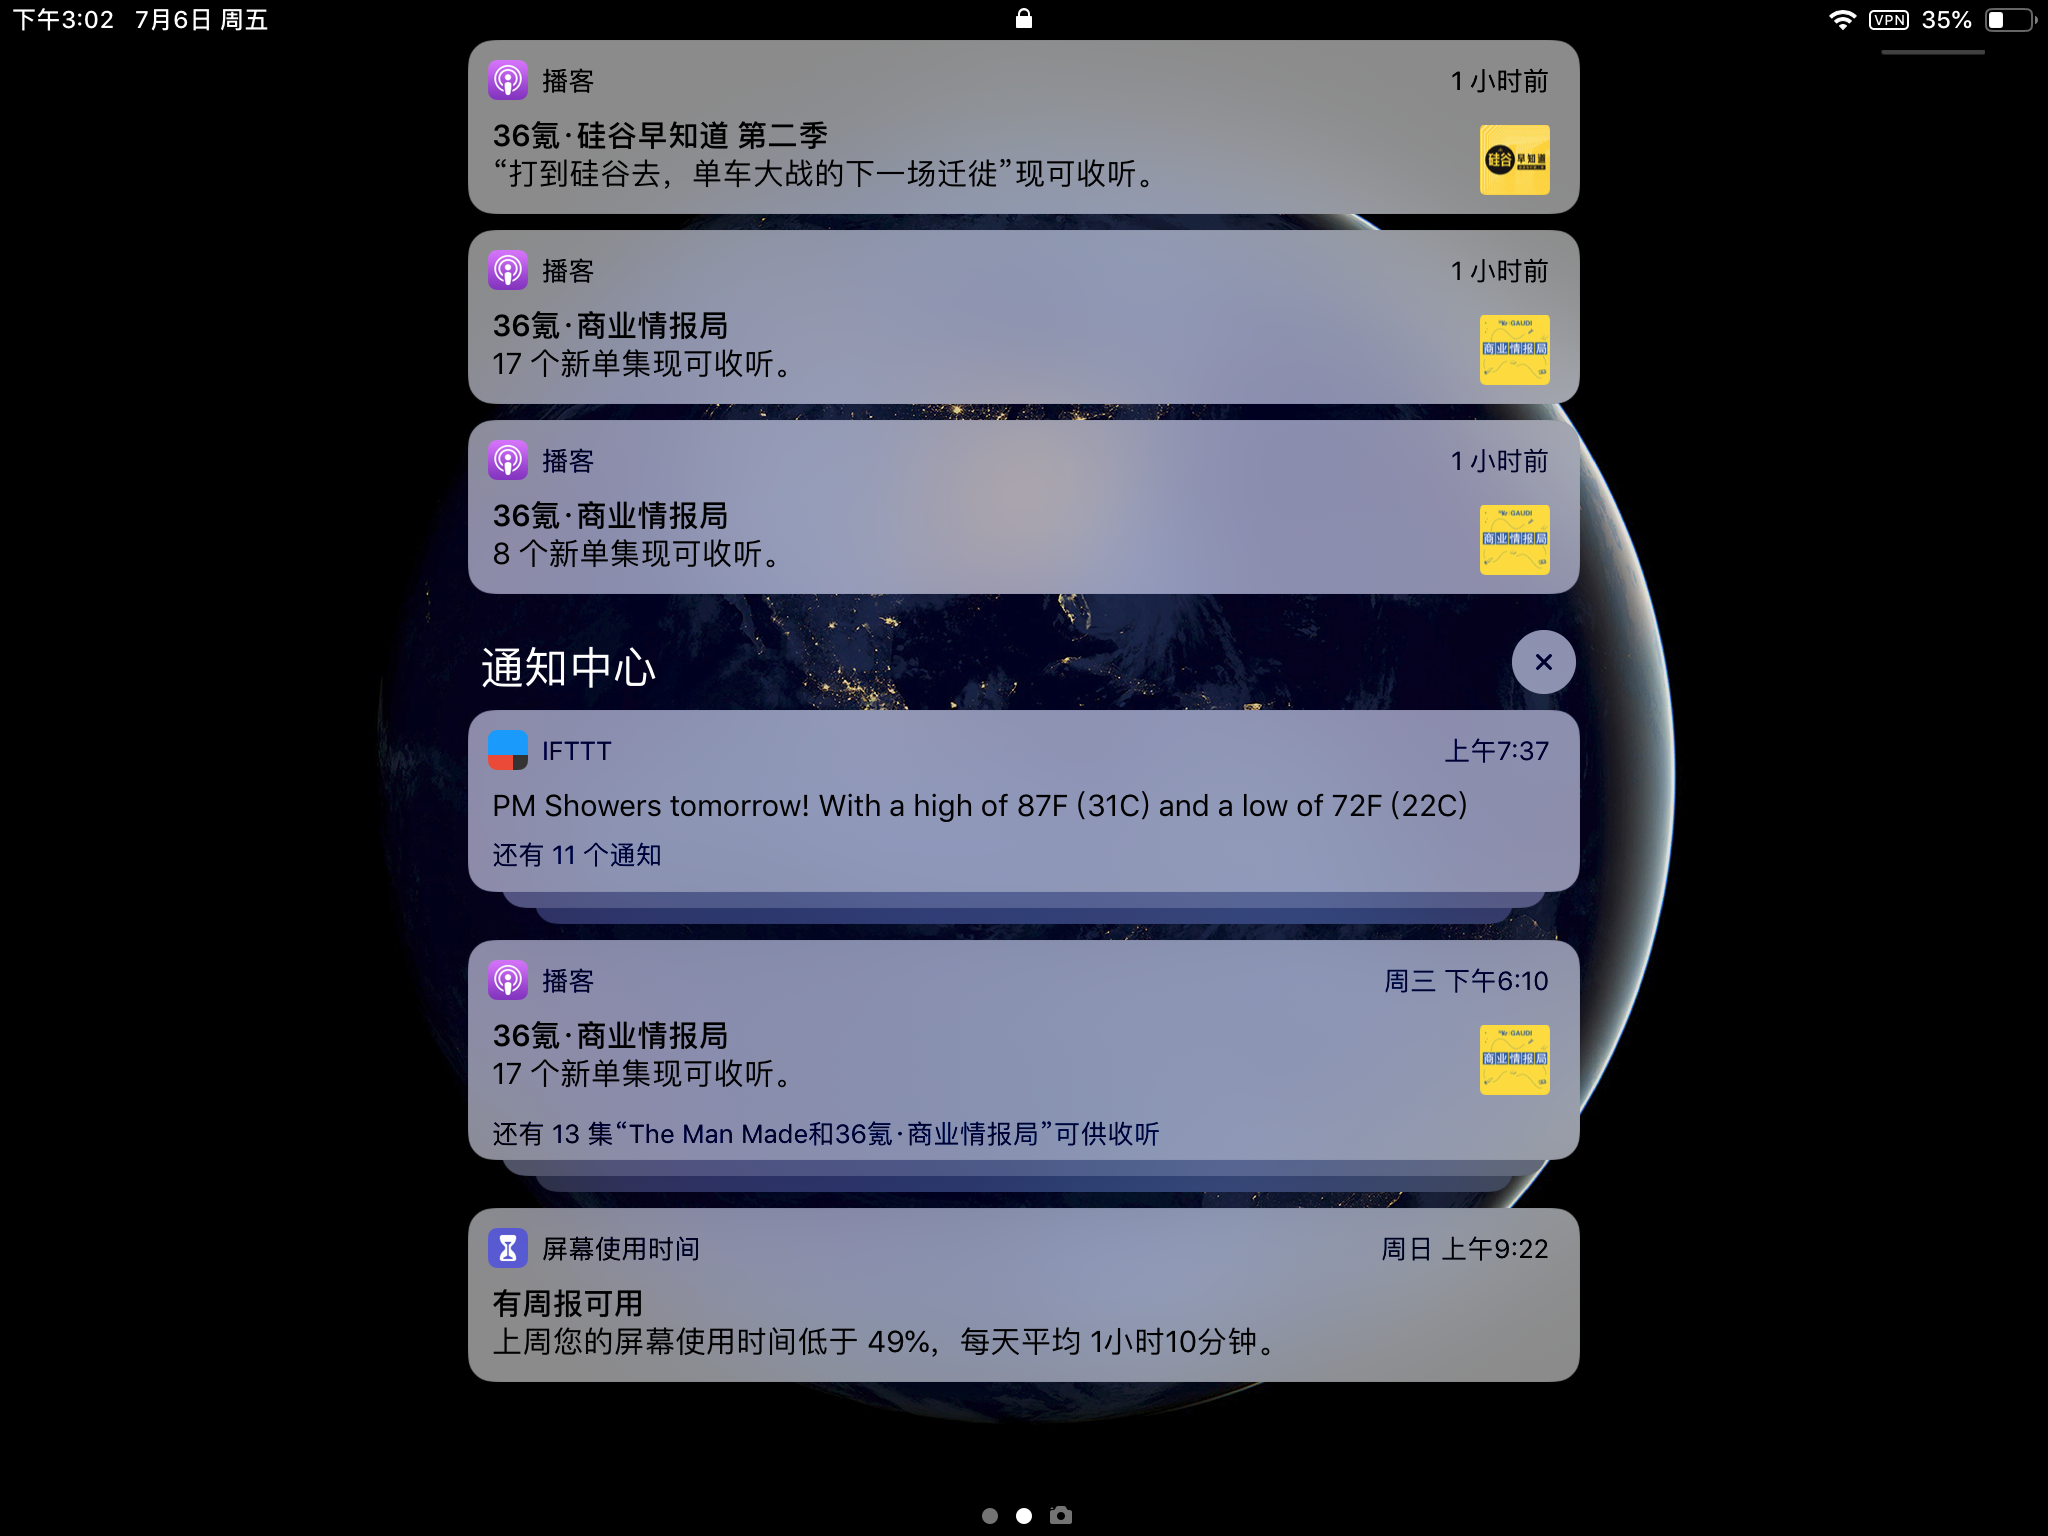 下午3:02 7月6日 周五
VPN 35%
播客
1 小时前
36氪·硅谷早知道 第二季
“打到硅谷去，单车大战的下一场迁徙”现可收听。
硅谷早知道
播客
1 小时前
36氪·商业情报局
17 个新单集现可收听。
GAUDI
商业情报局
播客
1 小时前
36氪·商业情报局
8 个新单集现可收听。
GAUDI
商业情报局
通知中心
IFTTT
上午7:37
PM Showers tomorrow! With a high of 87F (31C) and a low of 72F (22C)
还有 11 个通知
播客
周三 下午6:10
36氪·商业情报局
17 个新单集现可收听。
GAUDI
商业情报局
还有 13 集“The Man Made和36氪·商业情报局”可供收听
屏幕使用时间
周日 上午9:22
有周报可用
上周您的屏幕使用时间低于 49%，每天平均 1小时10分钟。